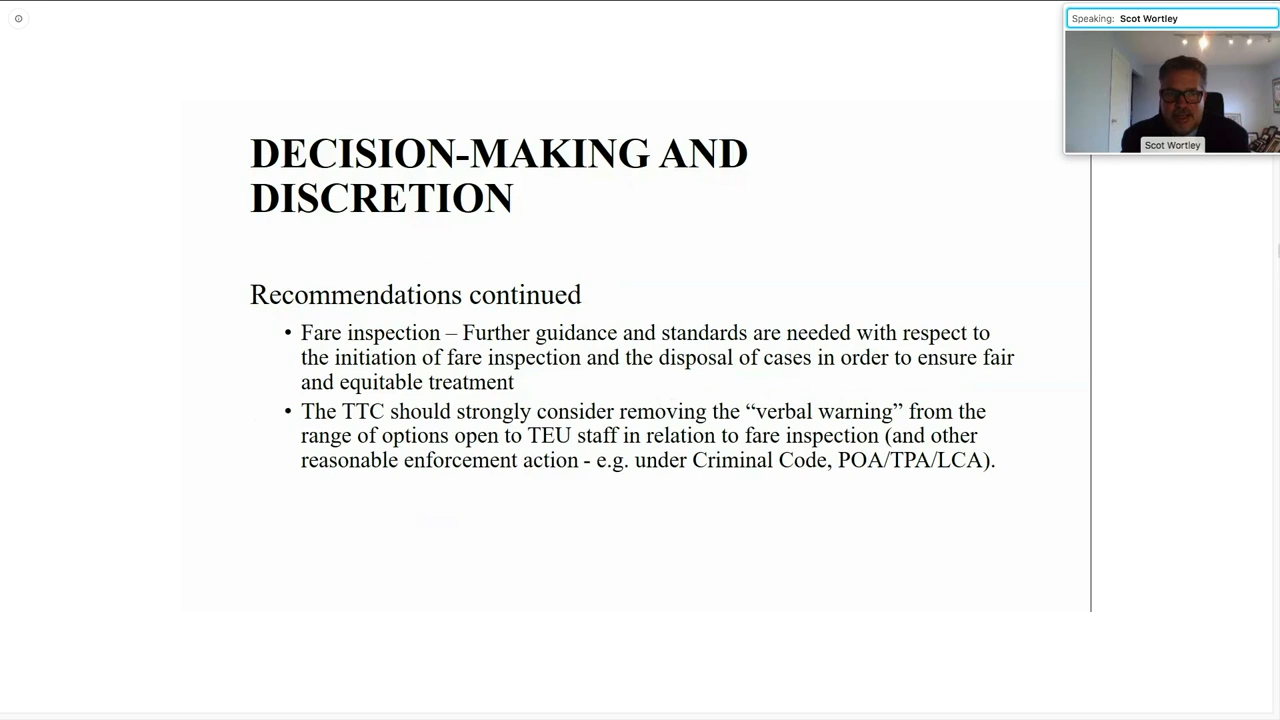 Speaking: Scot Wortley
Scot Wortley
DECISION-MAKING AND
DISCRETION
Recommendations continued
• Fare inspection – Further guidance and standards are needed with respect to
the initiation of fare inspection and the disposal of cases in order to ensure fair
and equitable treatment
• The TTC should strongly consider removing the “verbal warning” from the
range of options open to TEU staff in relation to fare inspection (and other
reasonable enforcement action - e.g. under Criminal Code, POA/TPA/LCA).